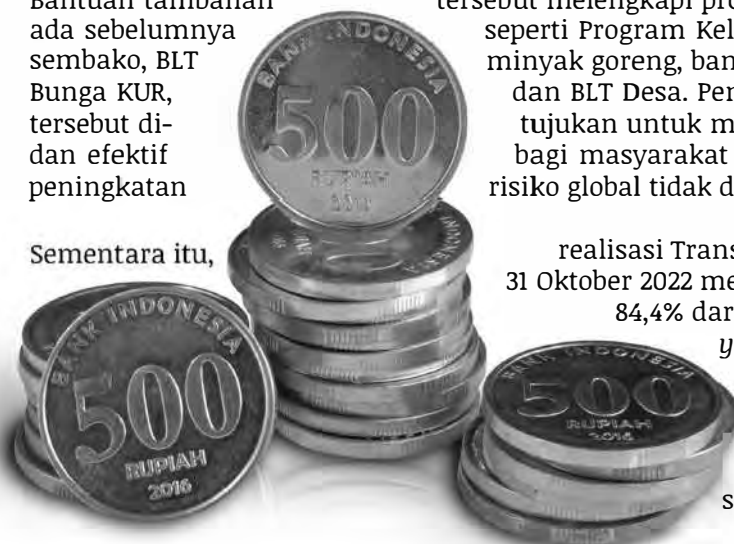 Bantuan tambahan tersebut melengkapi pro
ada sebelumnya seperti Program Kel
sembako, BLT minyak goreng, ban
Bunga KUR, dan BLT Desa. Pen
tersebut di- tujukan untuk m
dan efektif bagi masyarakat
peningkatan risiko global tidak d
Sementara itu, realisasi Trans
31 Oktober 2022 me
84,4% dar
y
s
BANK INDONESIA
500
RUPIAH
BANK INDONESIA
500
RUPIAH
2016
BANK INDONESIA
500
RUPIAH
2016
INDONESIA